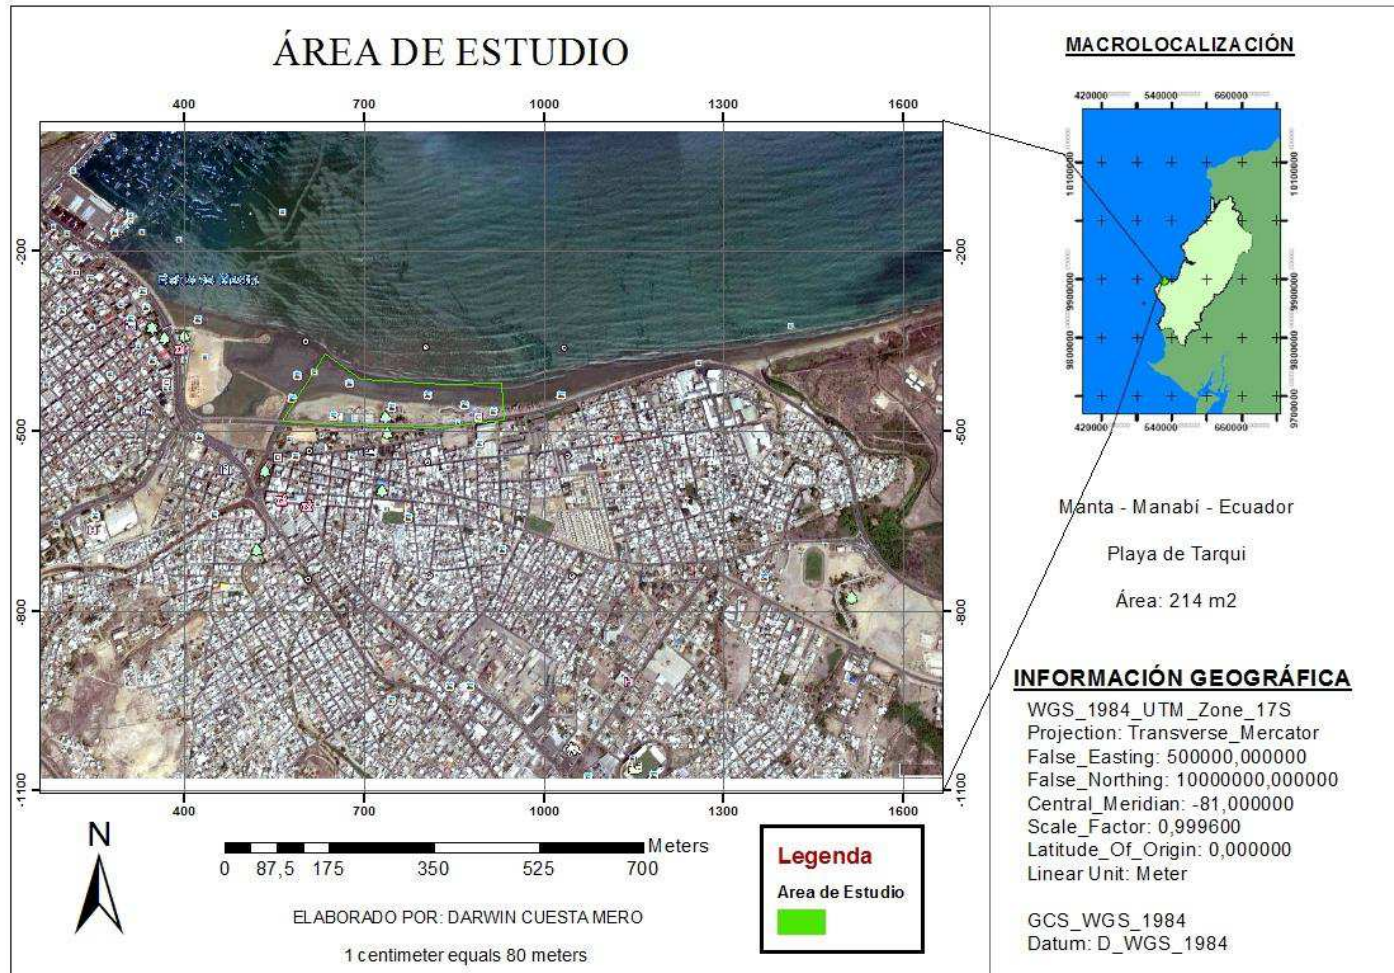 ÁREA DE ESTUDIO
400 700 1000 1300 1600
-200 -200
-500 -500
-800 -800
-1100 -1100
400 700 1000 1300 1600
N
Meters
0 87,5 175 350 525 700
ELABORADO POR: DARWIN CUESTA MERO
1 centimeter equals 80 meters
Legenda
Area de Estudio
MACROLOCALIZACIÓN
420000 540000 660000
10100000 10100000
9900000 9900000
9800000 9800000
9700000
420000 540000 660000
Manta - Manabí - Ecuador
Playa de Tarqui
Área: 214 m2
INFORMACIÓN GEOGRÁFICA
WGS_1984_UTM_Zone_17S
Projection: Transverse_Mercator
False_Easting: 500000,000000
False_Northing: 10000000,000000
Central_Meridian: -81,000000
Scale_Factor: 0,999600
Latitude_Of_Origin: 0,000000
Linear Unit: Meter
GCS_WGS_1984
Datum: D_WGS_1984